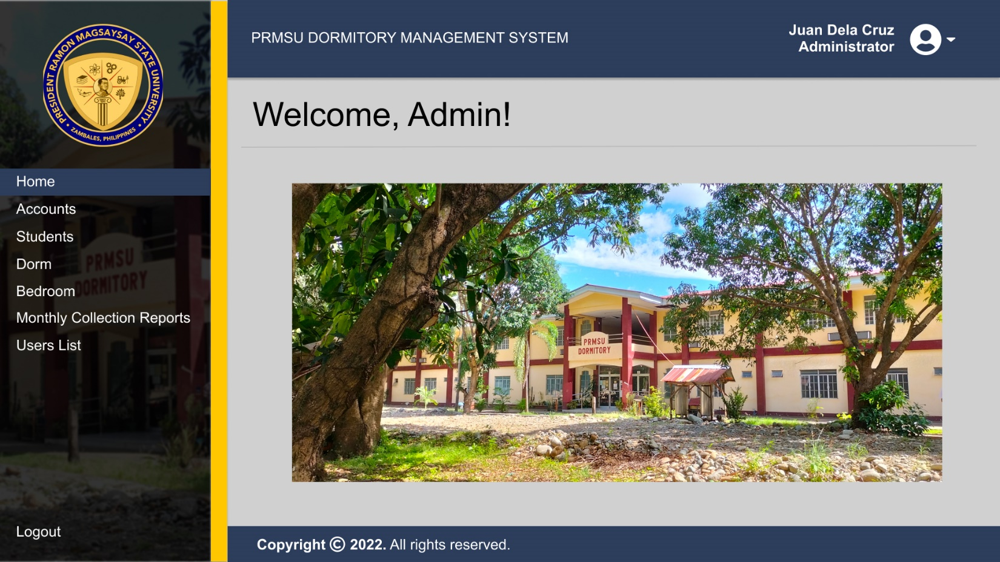 PRESIDENT RAMON MAGSAYSAY STATE UNIVERSITY
ZAMBALES, PHILIPPINES
PRMSU DORMITORY MANAGEMENT SYSTEM
Juan Dela Cruz
Administrator
Welcome, Admin!
Home
Accounts
Students
Dorm
Bedroom
Monthly Collection Reports
Users List
Logout
PRMSU
DORMITORY
PRMSU
DORMITORY
Copyright © 2022. All rights reserved.